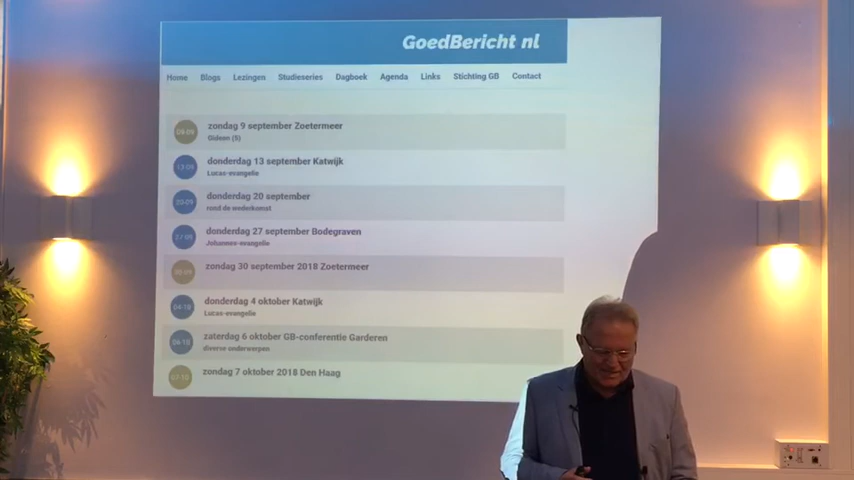 GoedBericht nl
Home Blogs Lezingen Studieseries Dagboek Agenda Links Stichting GB Contact
09-09 zondag 9 september Zoetermeer
Gideon (5)
13-09 donderdag 13 september Katwijk
Lucas-evangelie
20-09 donderdag 20 september
rond de wederkomst
27-09 donderdag 27 september Bodegraven
Johannes-evangelie
30-09 zondag 30 september 2018 Zoetermeer
04-10 donderdag 4 oktober Katwijk
Lucas-evangelie
06-10 zaterdag 6 oktober GB-conferentie Garderen
diverse onderwerpen
07-10 zondag 7 oktober 2018 Den Haag